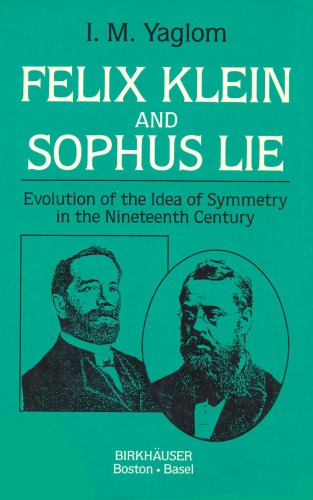 I. M. Yaglom
FELIX KLEIN
AND
SOPHUS LIE
Evolution of the Idea of Symmetry
in the Nineteenth Century
BIRKHÄUSER
Boston • Basel